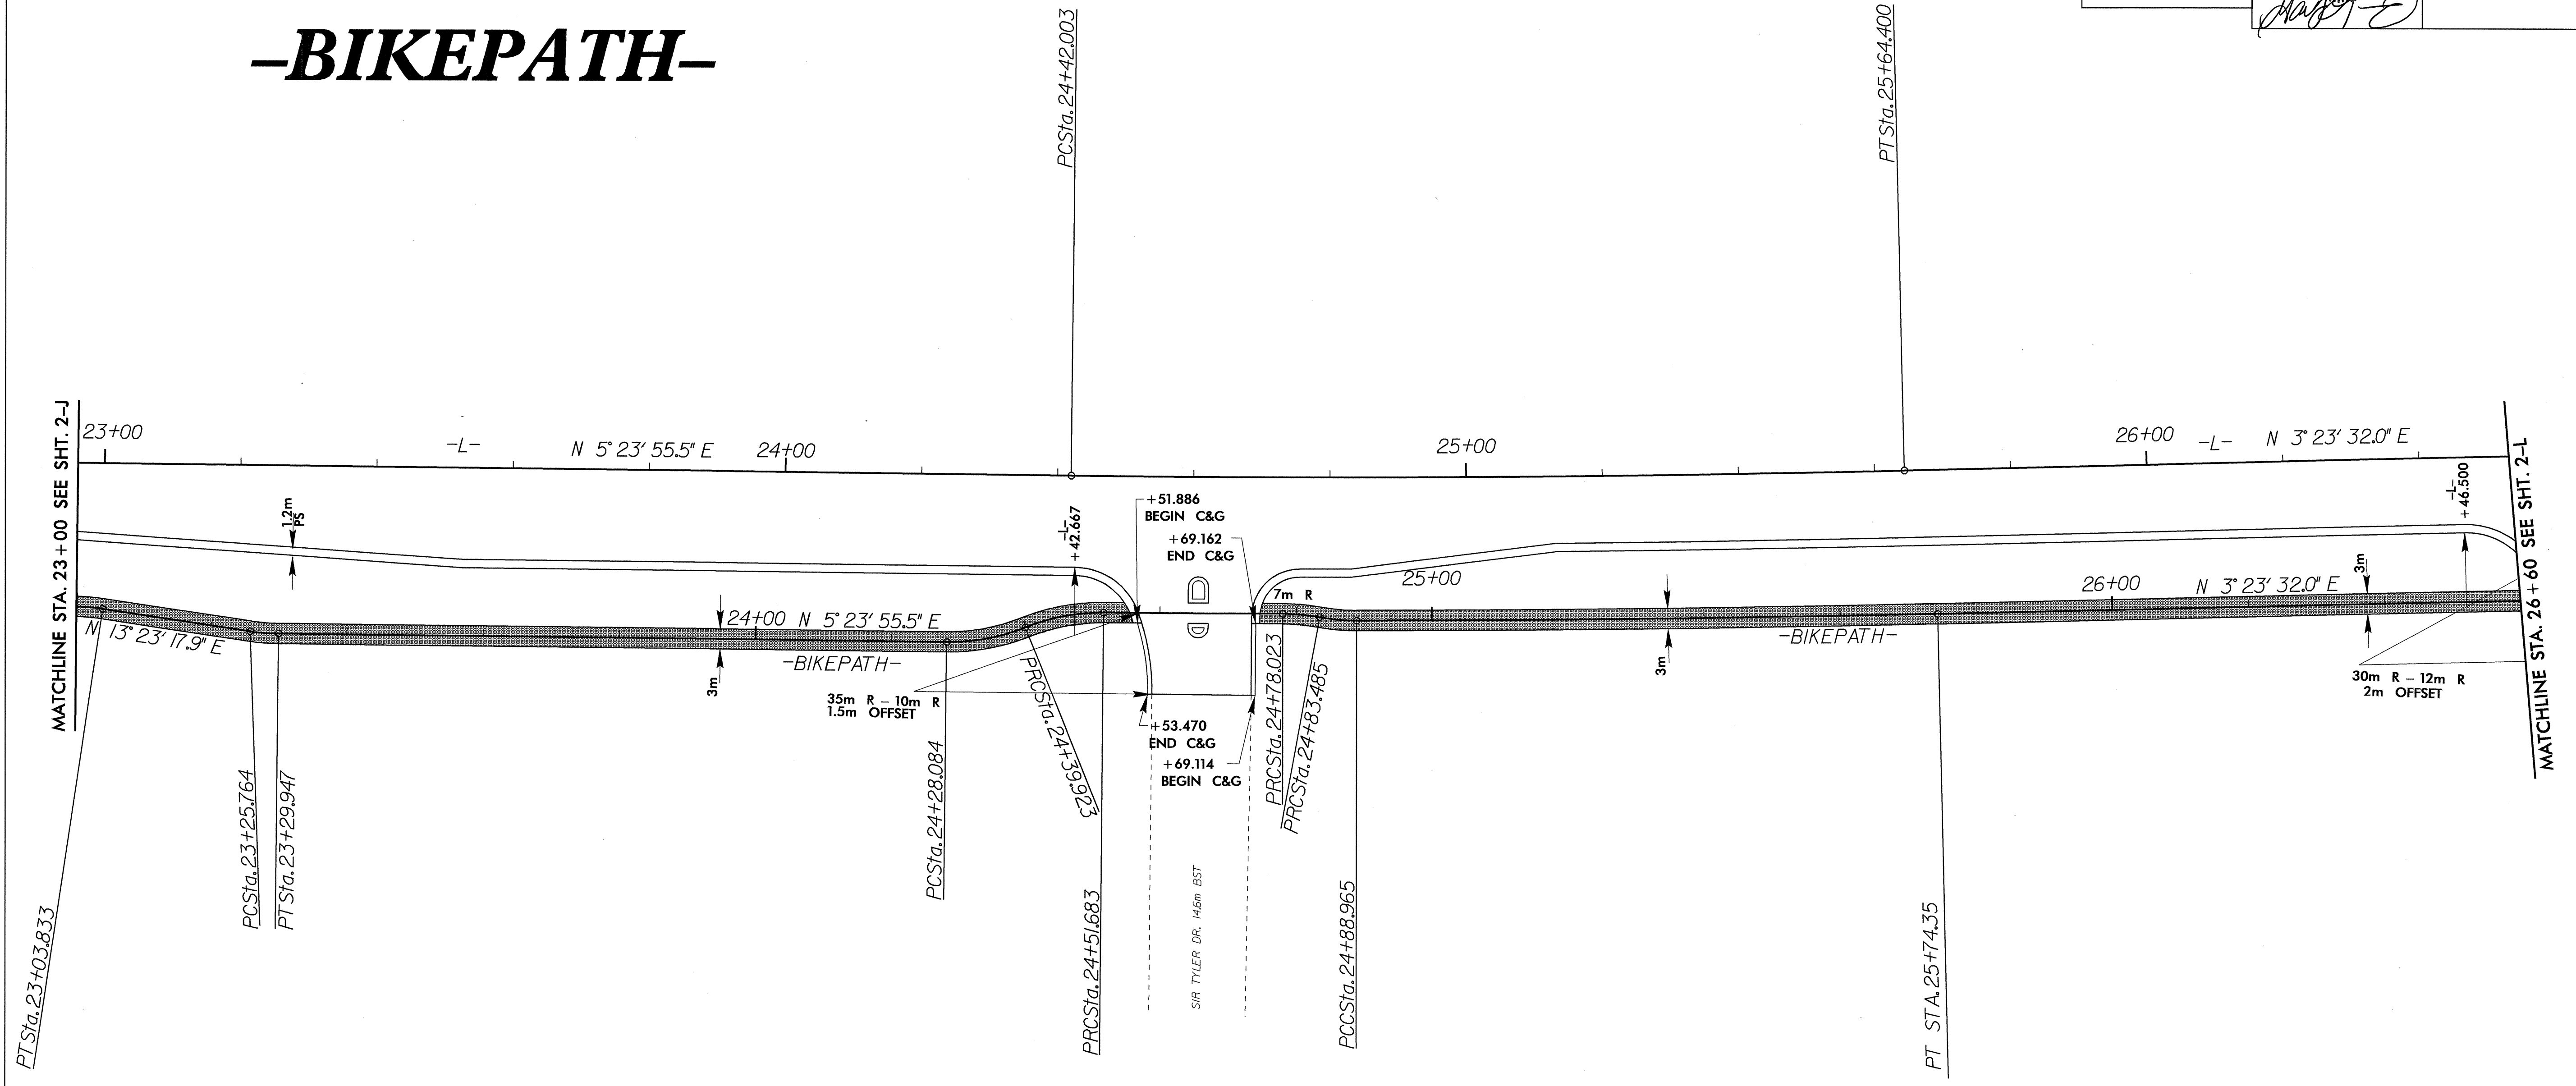 –BIKEPATH–
PCSta. 24+42.003
PTSta. 25+64.400
MATCHLINE STA. 23+00 SEE SHT. 2-J
23+00
-L-
N 5° 23' 55.5" E
24+00
25+00
26+00
-L-
N 3° 23' 32.0" E
MATCHLINE STA. 26+60 SEE SHT. 2-L
1.2m
PS
-L-
+42.667
+51.886
BEGIN C&G
+69.162
END C&G
-L-
+46.500
N 13° 23' 17.9" E
24+00
N 5° 23' 55.5" E
3m
-BIKEPATH-
35m R – 10m R
1.5m OFFSET
+53.470
END C&G
+69.114
BEGIN C&G
7m R
25+00
3m
-BIKEPATH-
26+00
N 3° 23' 32.0" E
3m
30m R – 12m R
2m OFFSET
PTSta. 23+03.833
PCSta. 23+25.764
PTSta. 23+29.947
PCSta. 24+28.084
PRCSta. 24+39.923
PRCSta. 24+51.683
SIR TYLER DR. 14.6m BST
PRCSta. 24+78.023
PRCSta. 24+83.485
PCCSta. 24+88.965
PT STA. 25+74.35